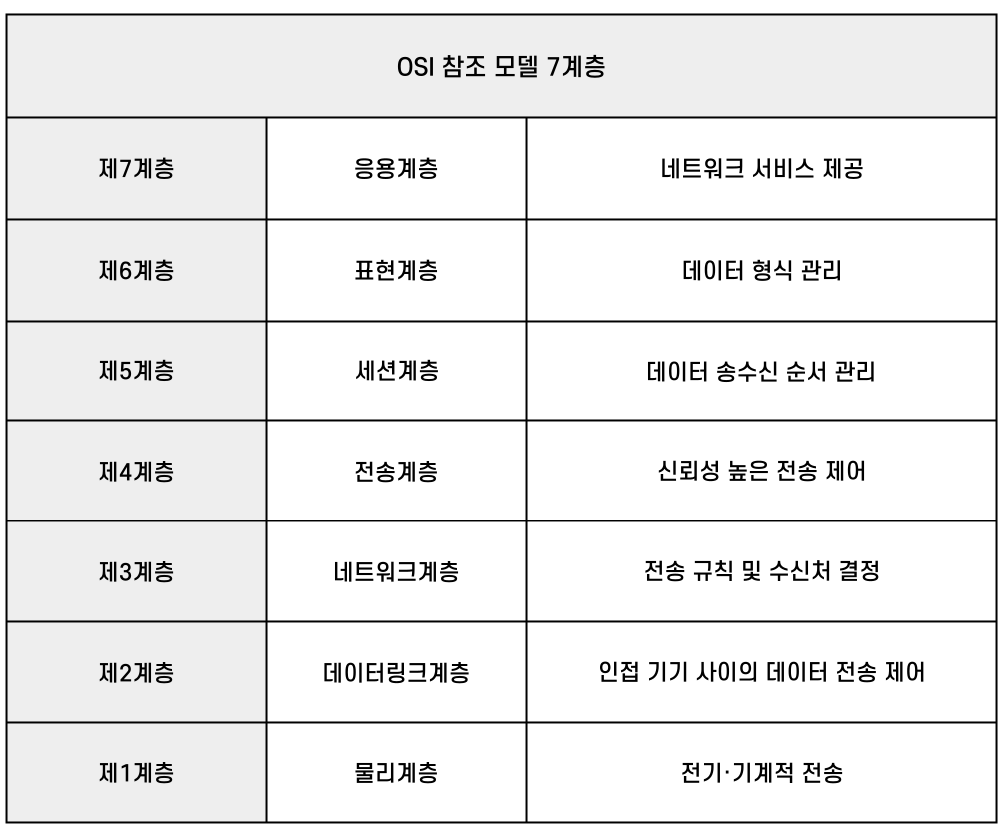 OSI 참조 모델 7계층
제7계층 응용계층 네트워크 서비스 제공
제6계층 표현계층 데이터 형식 관리
제5계층 세션계층 데이터 송수신 순서 관리
제4계층 전송계층 신뢰성 높은 전송 제어
제3계층 네트워크계층 전송 규칙 및 수신처 결정
제2계층 데이터링크계층 인접 기기 사이의 데이터 전송 제어
제1계층 물리계층 전기·기계적 전송